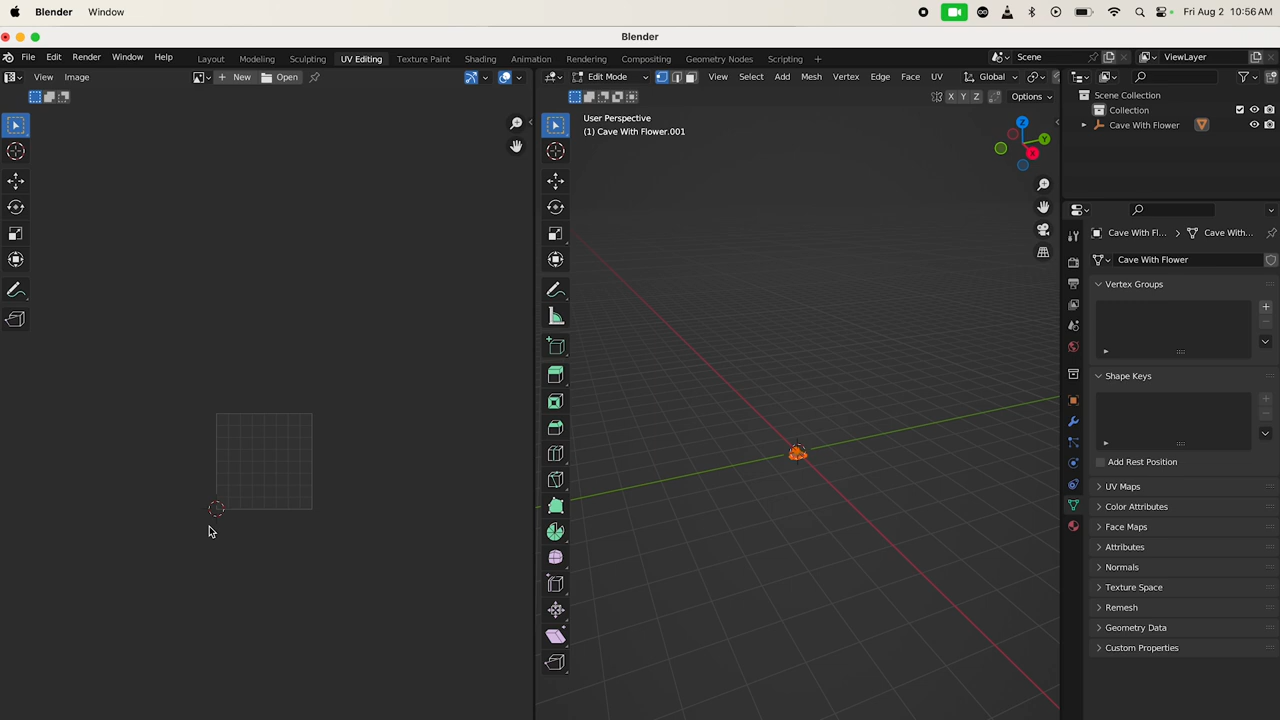 Blender Window Fri Aug 2 10:56 AM
Blender
File Edit Render Window Help Layout Modeling Sculpting UV Editing Texture Paint Shading Animation Rendering Compositing Geometry Nodes Scripting + Scene ViewLayer
View Image New Open Edit Mode View Select Add Mesh Vertex Edge Face UV Global
X Y Z Options
Scene Collection
Collection
Cave With Flower
User Perspective
(1) Cave With Flower.001
Z
Y
X
Cave With Fl... Cave With...
Cave With Flower
Vertex Groups
Shape Keys
Add Rest Position
UV Maps
Color Attributes
Face Maps
Attributes
Normals
Texture Space
Remesh
Geometry Data
Custom Properties